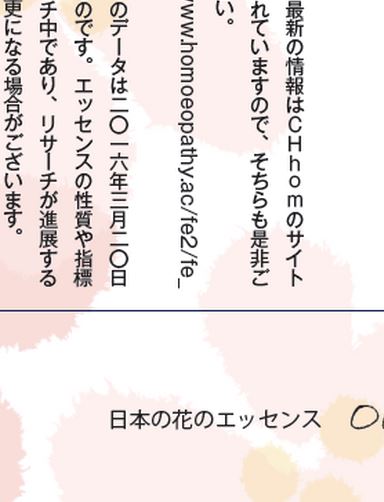 最新の情報はCHhomのサイト
れていますので、そちらも是非ご
い。
www.homoeopathy.ac/fe2/fe_
のデータは二〇一六年三月二〇日
のです。エッセンスの性質や指標
チ中であり、リサーチが進展する
更になる場合がございます。
日本の花のエッセンス